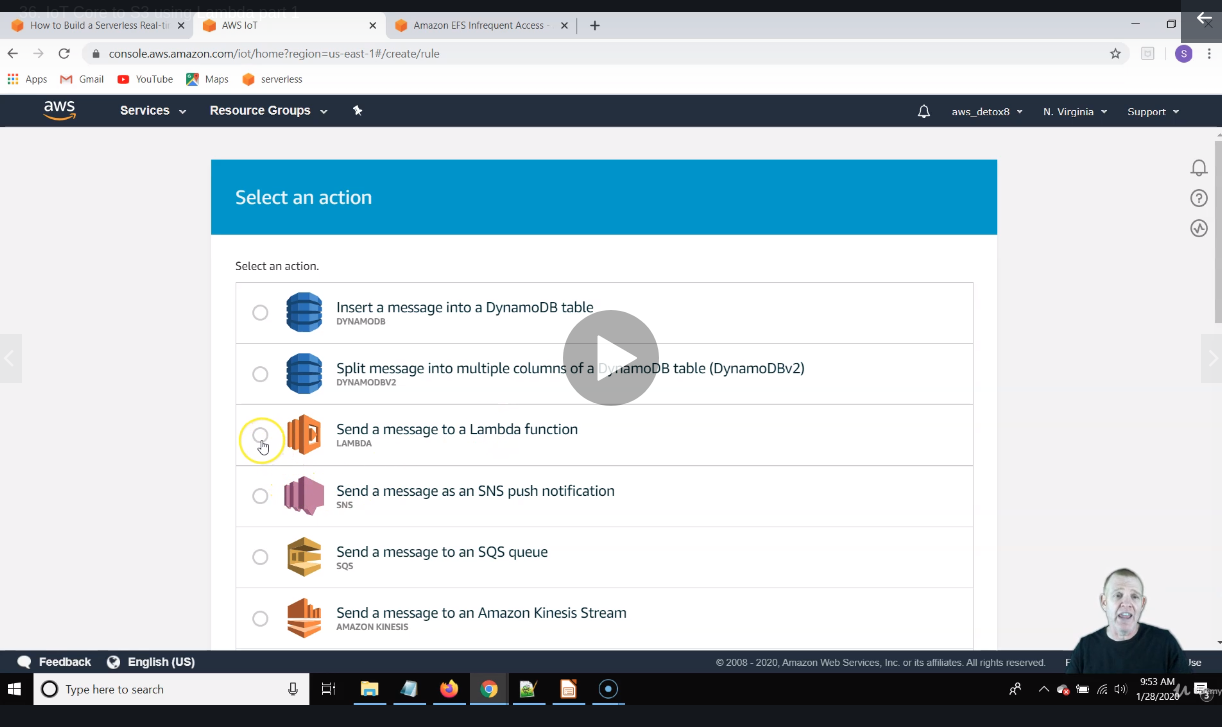 36. IoT Core to S3 using Lambda part 1
How to Build a Serverless Real-ti
AWS IoT
Amazon EFS Infrequent Access -
console.aws.amazon.com/iot/home?region=us-east-1#/create/rule
S
Apps
Gmail
YouTube
Maps
serverless
aws
Services
Resource Groups
aws_detox8
N. Virginia
Support
Select an action
Select an action.
Insert a message into a DynamoDB table
DYNAMODB
Split message into multiple columns of a DynamoDB table (DynamoDBv2)
DYNAMODBV2
Send a message to a Lambda function
LAMBDA
Send a message as an SNS push notification
SNS
Send a message to an SQS queue
SQS
Send a message to an Amazon Kinesis Stream
AMAZON KINESIS
Feedback
English (US)
© 2008 - 2020, Amazon Web Services, Inc. or its affiliates. All rights reserved.
Type here to search
9:53 AM
1/28/2020
3